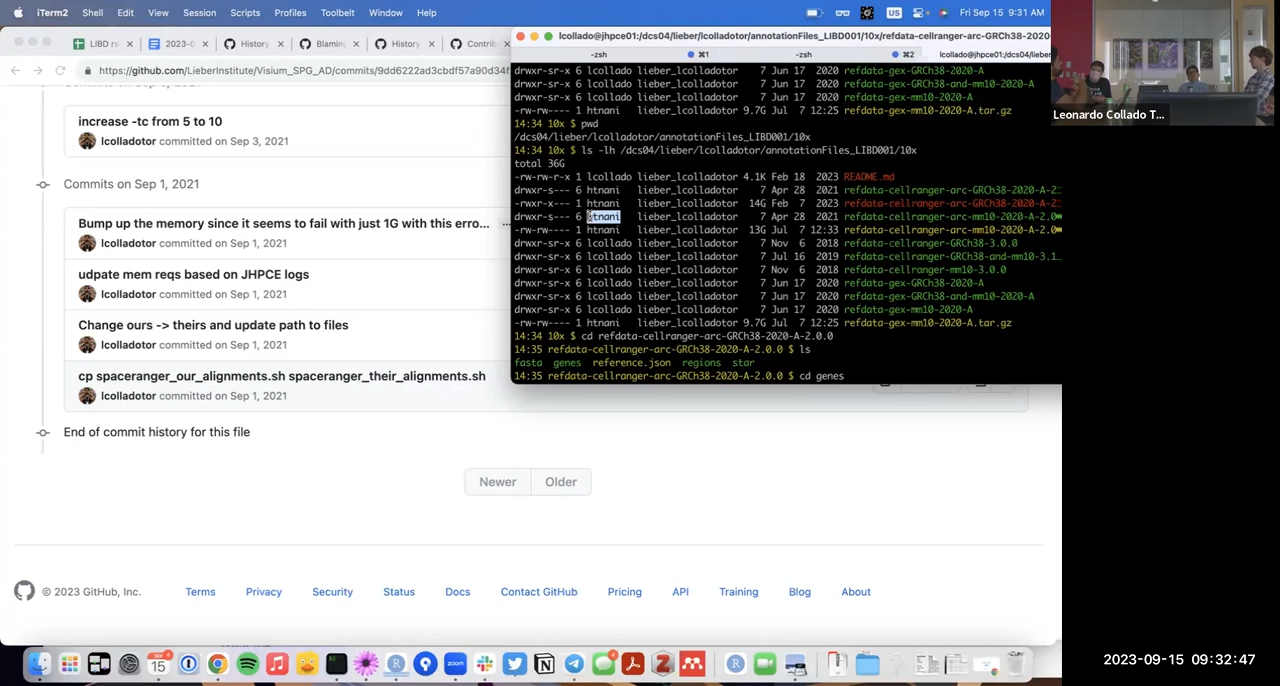 iTerm2 Shell Edit View Session Scripts Profiles Toolbelt Window Help US Fri Sep 15 9:31 AM
LIBD rs 2023-0 History Blaming History Contrib
https://github.com/LieberInstitute/Visium_SPG_AD/commits/9dd6222ad3cbdf57a90d34f
increase -tc from 5 to 10
lcolladotor committed on Sep 3, 2021
Commits on Sep 1, 2021
Bump up the memory since it seems to fail with just 1G with this erro...
lcolladotor committed on Sep 1, 2021
udpate mem reqs based on JHPCE logs
lcolladotor committed on Sep 1, 2021
Change ours -> theirs and update path to files
lcolladotor committed on Sep 1, 2021
cp spaceranger_our_alignments.sh spaceranger_their_alignments.sh
lcolladotor committed on Sep 1, 2021
End of commit history for this file
Newer Older
© 2023 GitHub, Inc. Terms Privacy Security Status Docs Contact GitHub Pricing API Training Blog About
lcollado@jhpce01:/dcs04/lieber/lcolladotor/annotationFiles_LIBD001/10x/refdata-cellranger-arc-GRCh38-2020
-zsh ⌘1 -zsh ⌘2 lcollado@jhpce01:/dcs04/lieber
drwxr-sr-x 6 lcollado lieber_lcolladotor 7 Jun 17 2020 refdata-gex-GRCh38-2020-A
drwxr-sr-x 6 lcollado lieber_lcolladotor 7 Jun 17 2020 refdata-gex-GRCh38-and-mm10-2020-A
drwxr-sr-x 6 lcollado lieber_lcolladotor 7 Jun 17 2020 refdata-gex-mm10-2020-A
-rw-rw---- 1 htnani lieber_lcolladotor 9.7G Jul 7 12:25 refdata-gex-mm10-2020-A.tar.gz
14:34 10x $ pwd
/dcs04/lieber/lcolladotor/annotationFiles_LIBD001/10x
14:34 10x $ ls -lh /dcs04/lieber/lcolladotor/annotationFiles_LIBD001/10x
total 36G
-rw-rw-r-x 1 lcollado lieber_lcolladotor 4.1K Feb 18 2023 README.md
drwxr-s--- 6 htnani lieber_lcolladotor 7 Apr 28 2021 refdata-cellranger-arc-GRCh38-2020-A-2
-rwxrwx--- 1 htnani lieber_lcolladotor 14G Feb 7 2023 refdata-cellranger-arc-GRCh38-2020-A-2
drwxr-s--- 6 htnani lieber_lcolladotor 7 Apr 28 2021 refdata-cellranger-arc-mm10-2020-A-2.0
-rw-rw---- 1 htnani lieber_lcolladotor 13G Jul 7 12:33 refdata-cellranger-arc-mm10-2020-A-2.0
drwxr-sr-x 6 lcollado lieber_lcolladotor 7 Nov 6 2018 refdata-cellranger-GRCh38-3.0.0
drwxr-sr-x 6 lcollado lieber_lcolladotor 7 Jul 16 2019 refdata-cellranger-GRCh38-and-mm10-3.1
drwxr-sr-x 6 lcollado lieber_lcolladotor 7 Nov 6 2018 refdata-cellranger-mm10-3.0.0
drwxr-sr-x 6 lcollado lieber_lcolladotor 7 Jun 17 2020 refdata-gex-GRCh38-2020-A
drwxr-sr-x 6 lcollado lieber_lcolladotor 7 Jun 17 2020 refdata-gex-GRCh38-and-mm10-2020-A
drwxr-sr-x 6 lcollado lieber_lcolladotor 7 Jun 17 2020 refdata-gex-mm10-2020-A
-rw-rw---- 1 htnani lieber_lcolladotor 9.7G Jul 7 12:25 refdata-gex-mm10-2020-A.tar.gz
14:34 10x $ cd refdata-cellranger-arc-GRCh38-2020-A-2.0.0
14:35 refdata-cellranger-arc-GRCh38-2020-A-2.0.0 $ ls
fasta genes reference.json regions star
14:35 refdata-cellranger-arc-GRCh38-2020-A-2.0.0 $ cd genes
Leonardo Collado T...
15
zoom
2023-09-15 09:32:47